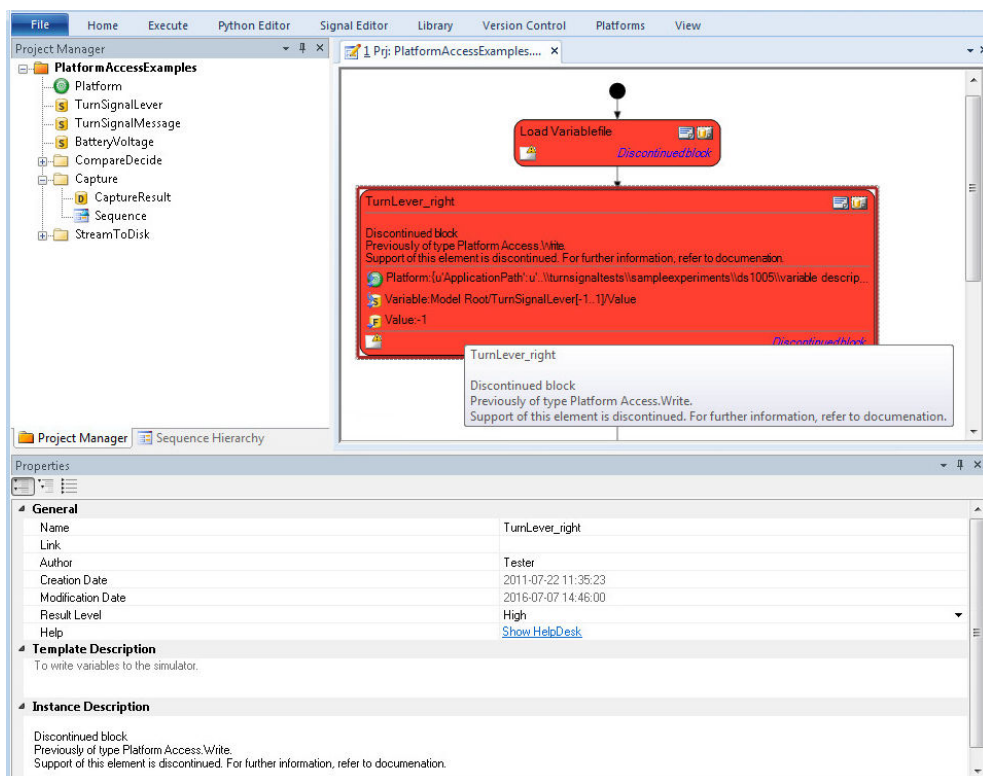 File Home Execute Python Editor Signal Editor Library Version Control Platforms View
Project Manager
1 Prj: PlatformAccessExamples....
PlatformAccessExamples
Platform
TurnSignalLever
TurnSignalMessage
BatteryVoltage
CompareDecide
Capture
CaptureResult
Sequence
StreamToDisk
Project Manager Sequence Hierarchy
Load Variablefile
Discontinuedblock
TurnLever_right
Discontinued block
Previously of type Platform Access.Write.
Support of this element is discontinued. For further information, refer to documenation.
Platform:{u'ApplicationPath':u'..\\turnsignaltests\\sampleexperiments\\ds1005\\variable descrip...
Variable:Model Root/TurnSignalLever[-1..1]/Value
Value:-1
Discontinuedblock
TurnLever_right
Discontinued block
Previously of type Platform Access.Write.
Support of this element is discontinued. For further information, refer to documenation.
Properties
General
Name TurnLever_right
Link
Author Tester
Creation Date 2011-07-22 11:35:23
Modification Date 2016-07-07 14:46:00
Result Level High
Help Show HelpDesk
Template Description
To write variables to the simulator.
Instance Description
Discontinued block
Previously of type Platform Access.Write.
Support of this element is discontinued. For further information, refer to documenation.